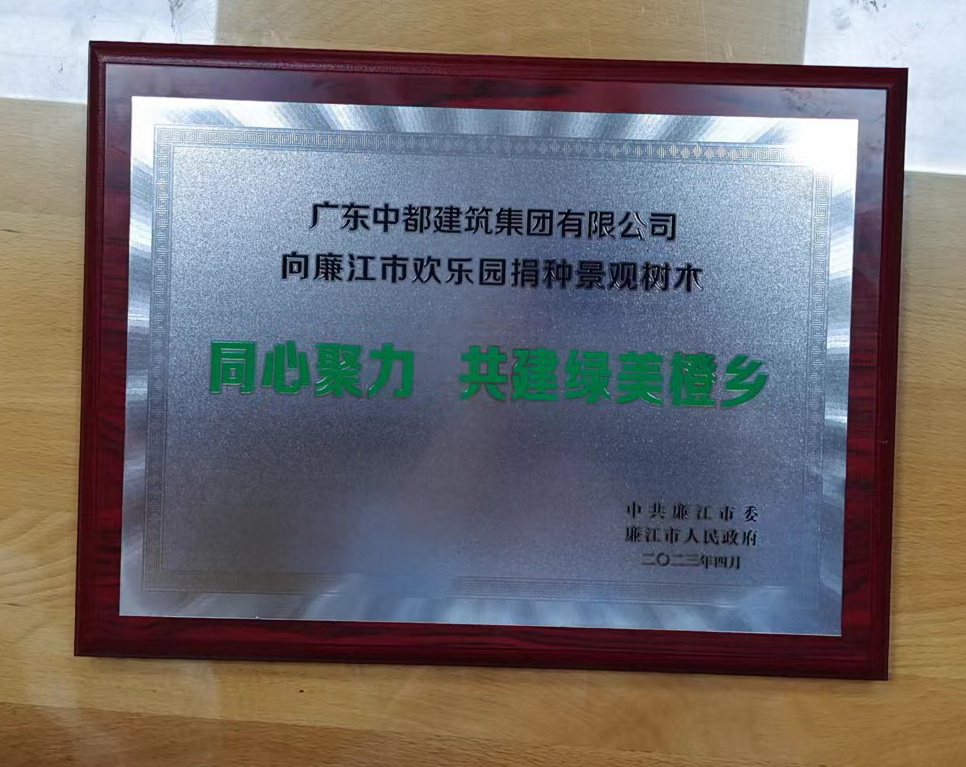 广东中都建筑集团有限公司
向廉江市欢乐园捐种景观树木
同心聚力 共建绿美橙乡
中共廉江市委
廉江市人民政府
二〇二三年四月